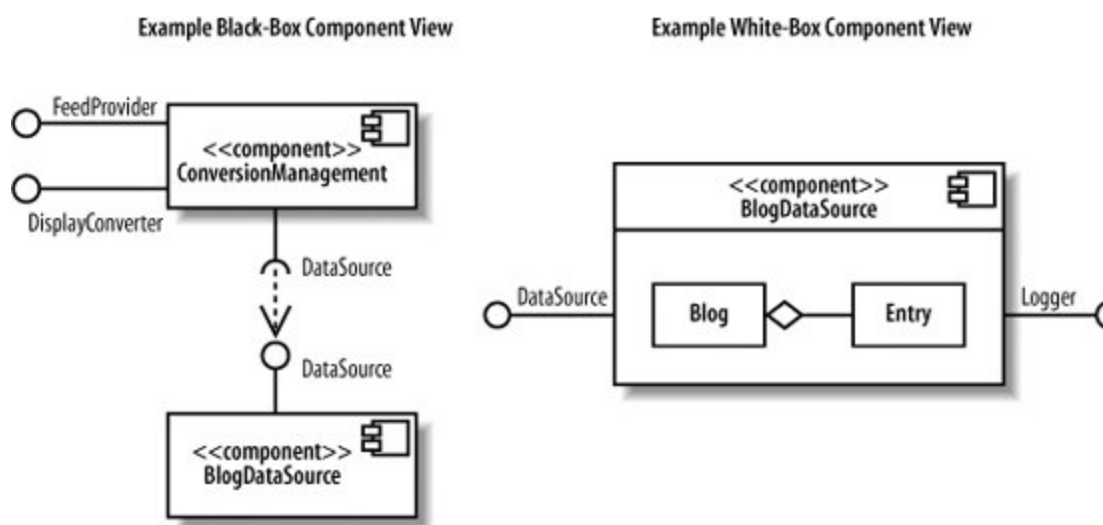 Example Black-Box Component View
FeedProvider
<<component>>
ConversionManagement
DisplayConverter
DataSource
DataSource
<<component>>
BlogDataSource
Example White-Box Component View
<<component>>
BlogDataSource
DataSource
Blog
Entry
Logger